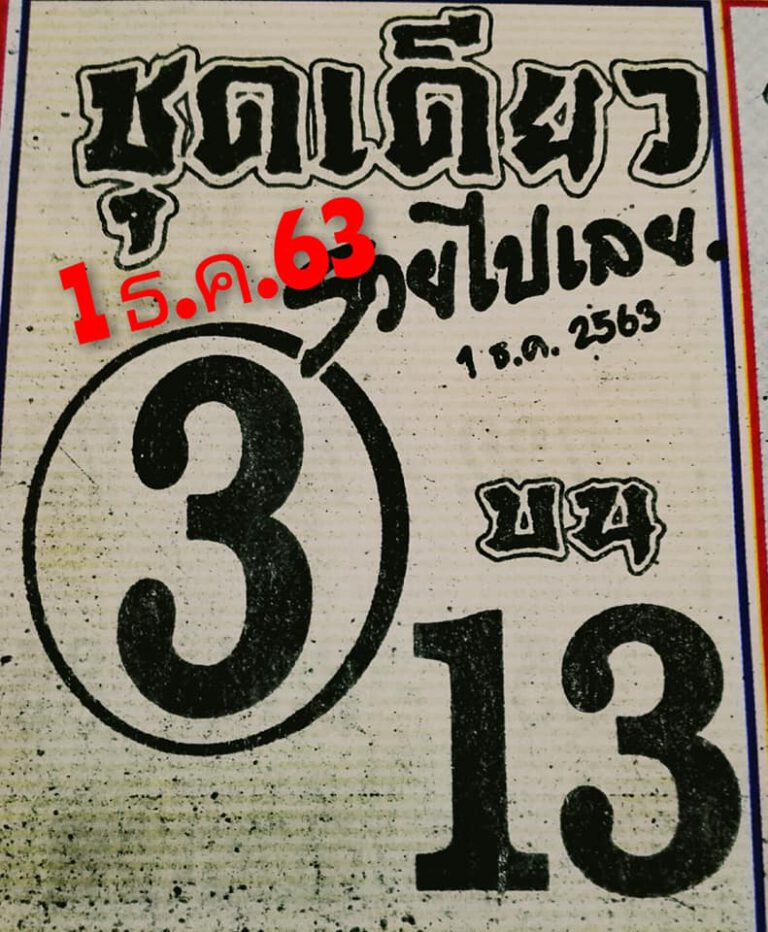 ชุดเดียว
รวยไปเลย.
1 ธ.ค.63
1 ธ.ค. 2563
3
บน
13